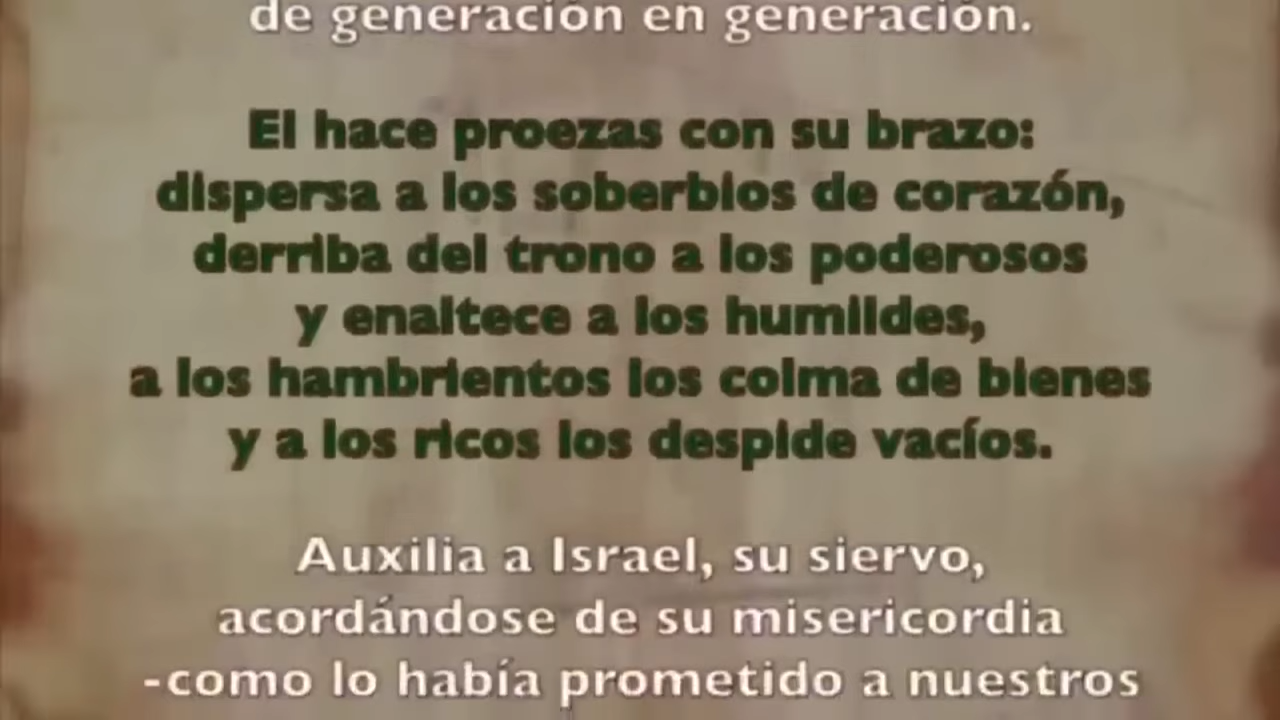 de generación en generación.
El hace proezas con su brazo:
dispersa a los soberbios de corazón,
derriba del trono a los poderosos
y enaltece a los humildes,
a los hambrientos los colma de bienes
y a los ricos los despide vacíos.
Auxilia a Israel, su siervo,
acordándose de su misericordia
-como lo había prometido a nuestros